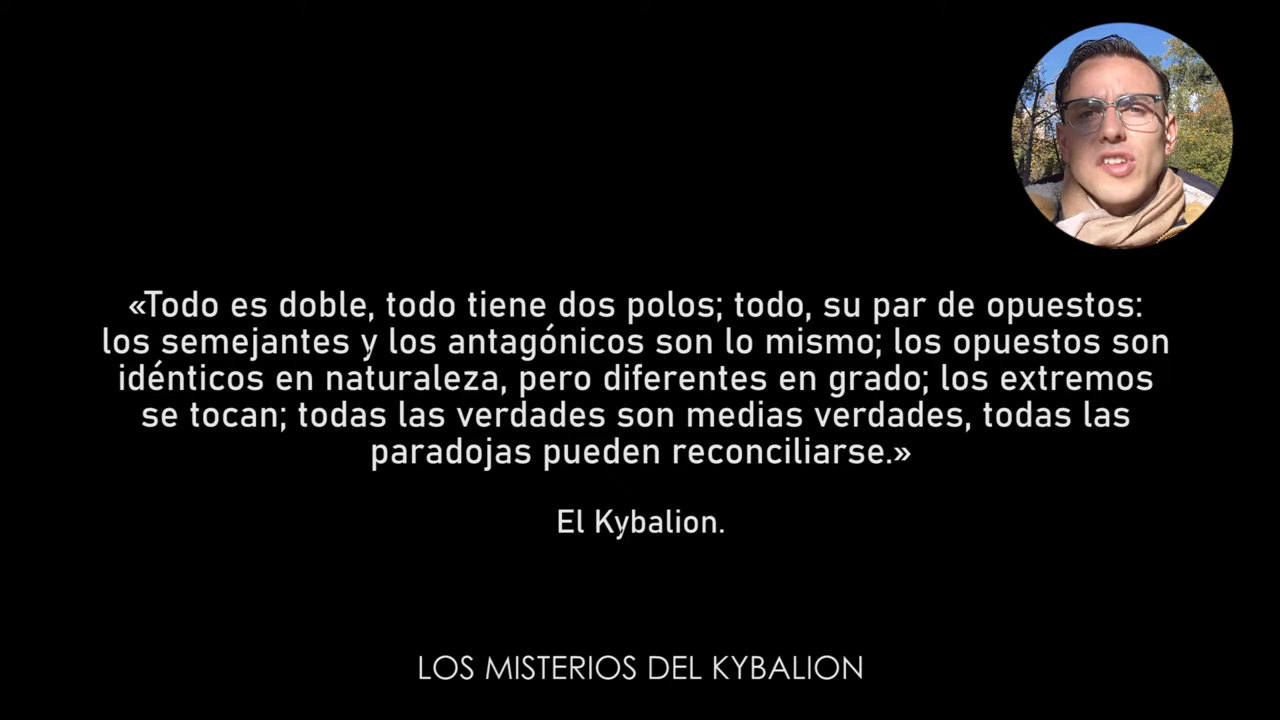 «Todo es doble, todo tiene dos polos; todo, su par de opuestos:
los semejantes y los antagónicos son lo mismo; los opuestos son
idénticos en naturaleza, pero diferentes en grado; los extremos
se tocan; todas las verdades son medias verdades, todas las
paradojas pueden reconciliarse.»
El Kybalion.
LOS MISTERIOS DEL KYBALION